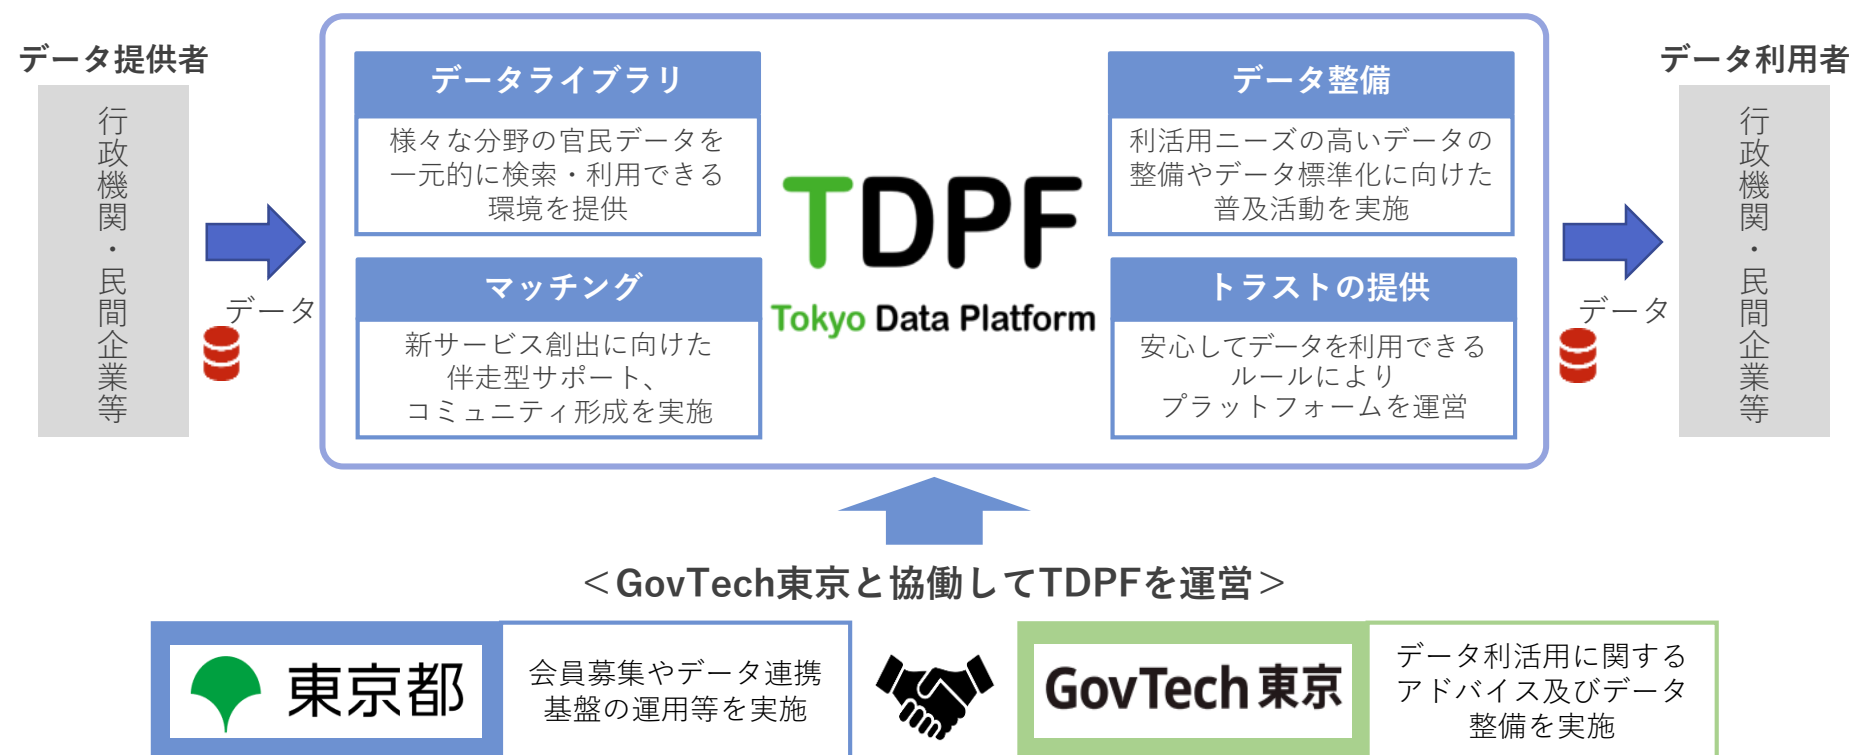 データ提供者
行政機関・民間企業等
データ
データライブラリ
様々な分野の官民データを
一元的に検索・利用できる
環境を提供
マッチング
新サービス創出に向けた
伴走型サポート、
コミュニティ形成を実施
TDPF
Tokyo Data Platform
データ整備
利活用ニーズの高いデータの
整備やデータ標準化に向けた
普及活動を実施
トラストの提供
安心してデータを利用できる
ルールにより
プラットフォームを運営
データ利用者
行政機関・民間企業等
データ
＜GovTech東京と協働してTDPFを運営＞
東京都
会員募集やデータ連携
基盤の運用等を実施
GovTech 東京
データ利活用に関する
アドバイス及びデータ
整備を実施